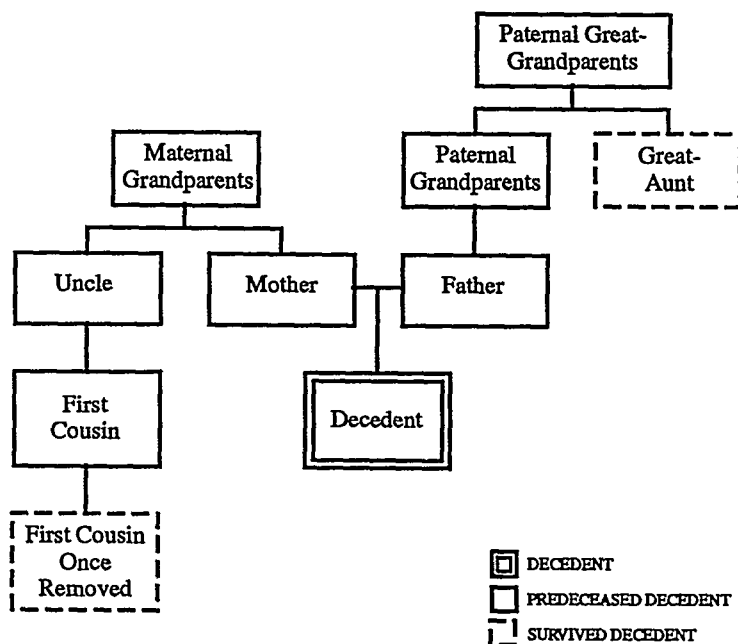 Paternal Great-
Grandparents
Maternal
Grandparents
Paternal
Grandparents
Great-
Aunt
Uncle
Mother
Father
First
Cousin
Decedent
First Cousin
Once
Removed
DECEDENT
PREDECEASED DECEDENT
SURVIVED DECEDENT